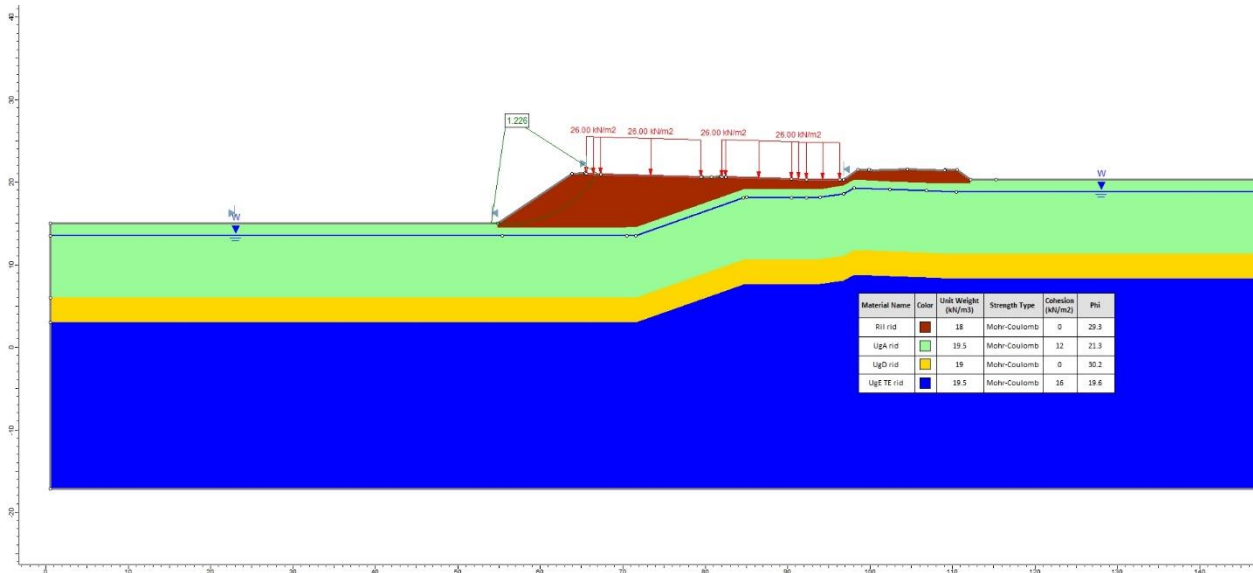 40
30
20
10
0
-10
-20
1.226
26.00 kN/m2 26.00 kN/m2 26.00 kN/m2 26.00 kN/m2
W
W
Material Name Color Unit Weight (kN/m3) Strength Type Cohesion (kN/m2) Phi
Ril rid 18 Mohr-Coulomb 0 29.3
UgA rid 19.5 Mohr-Coulomb 12 21.3
UgD rid 19 Mohr-Coulomb 0 30.2
UgE TE rid 19.5 Mohr-Coulomb 16 19.6
0 10 20 30 40 50 60 70 80 90 100 110 120 130 140